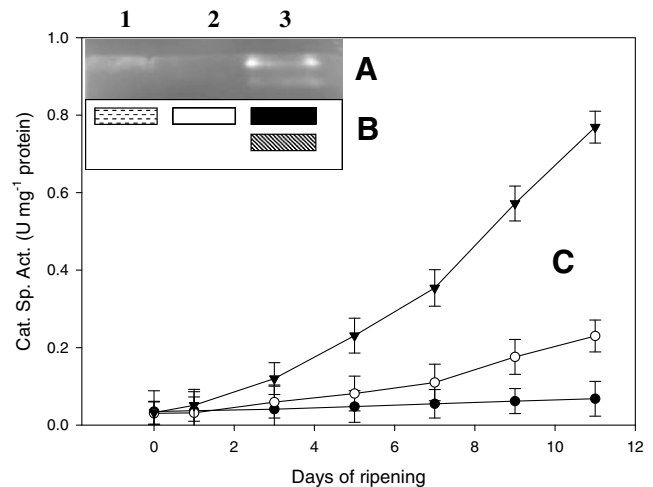 1 2 3
A
B
C
1.0
0.8
0.6
0.4
0.2
0.0
Cat. Sp. Act. (U mg-1 protein)
0 2 4 6 8 10 12
Days of ripening